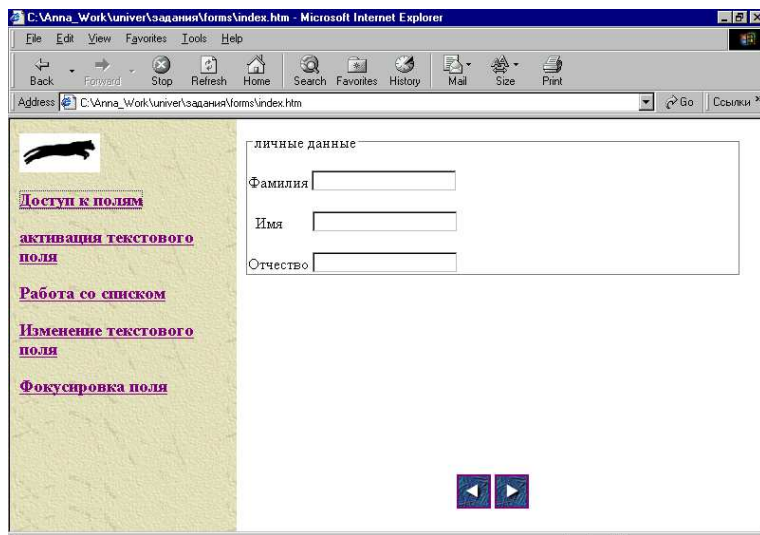 C:\Anna_Work\univer\задания\forms\index.htm - Microsoft Internet Explorer
File Edit View Favorites Tools Help
Back Forward Stop Refresh Home Search Favorites History Mail Size Print
Address C:\Anna_Work\univer\задания\forms\index.htm Go Ссылки »
личные данные
Фамилия
Имя
Отчество
Доступ к полям
активация текстового
поля
Работа со списком
Изменение текстового
поля
Фокусировка поля